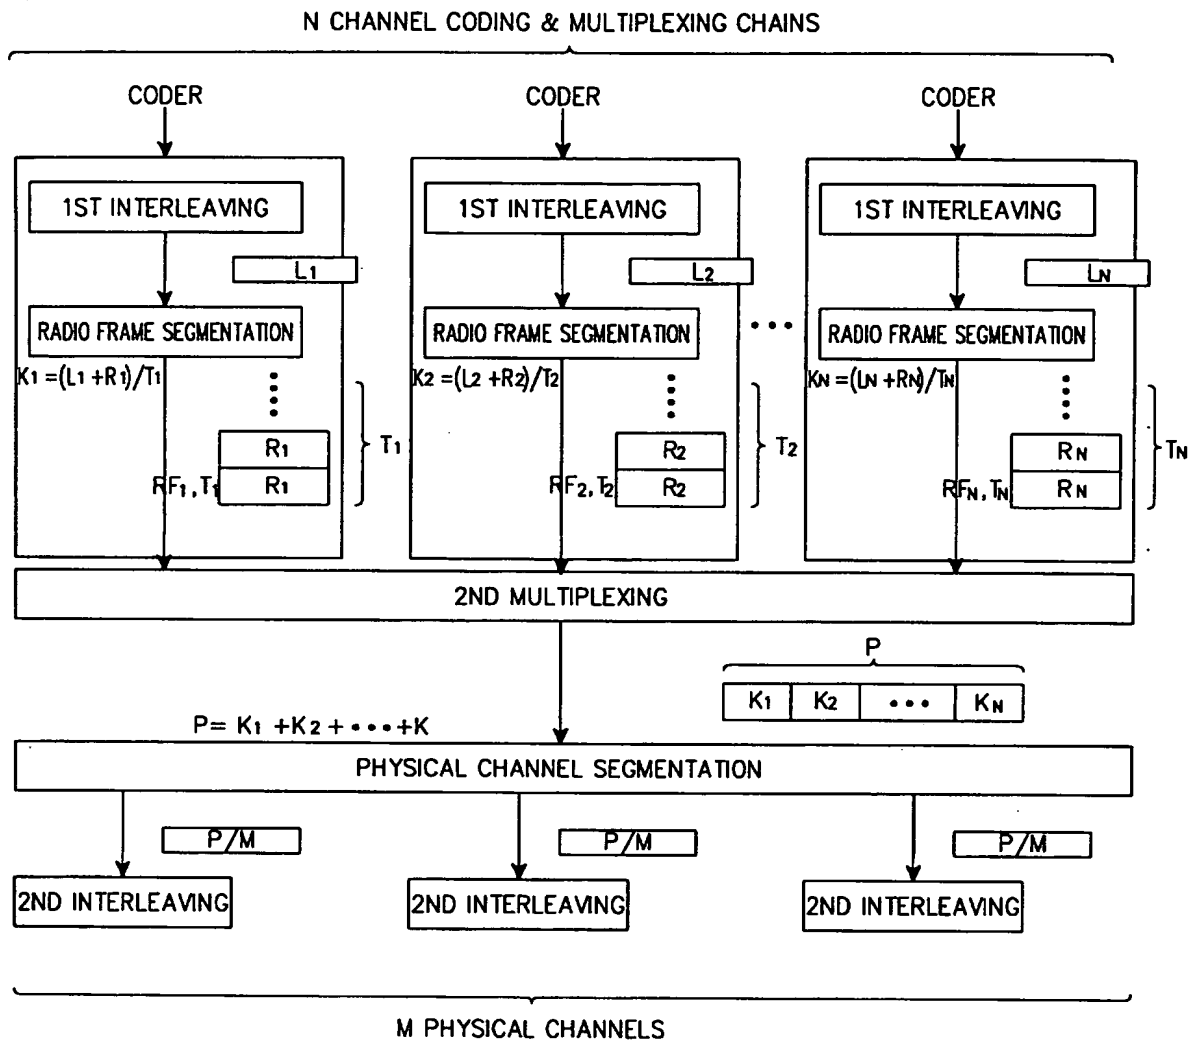 N CHANNEL CODING & MULTIPLEXING CHAINS
CODER CODER CODER
1ST INTERLEAVING 1ST INTERLEAVING 1ST INTERLEAVING
L1 L2 LN
RADIO FRAME SEGMENTATION RADIO FRAME SEGMENTATION ••• RADIO FRAME SEGMENTATION
K1 =(L1 +R1)/T1 K2 =(L2 +R2)/T2 KN =(LN +RN)/TN
R1 T1 R2 T2 RN TN
RF1, T1 R1 RF2, T2 R2 RFN, TN RN
2ND MULTIPLEXING
P
K1 K2 ••• KN
P= K1 +K2 + ••• +K
PHYSICAL CHANNEL SEGMENTATION
P/M P/M P/M
2ND INTERLEAVING 2ND INTERLEAVING 2ND INTERLEAVING
M PHYSICAL CHANNELS